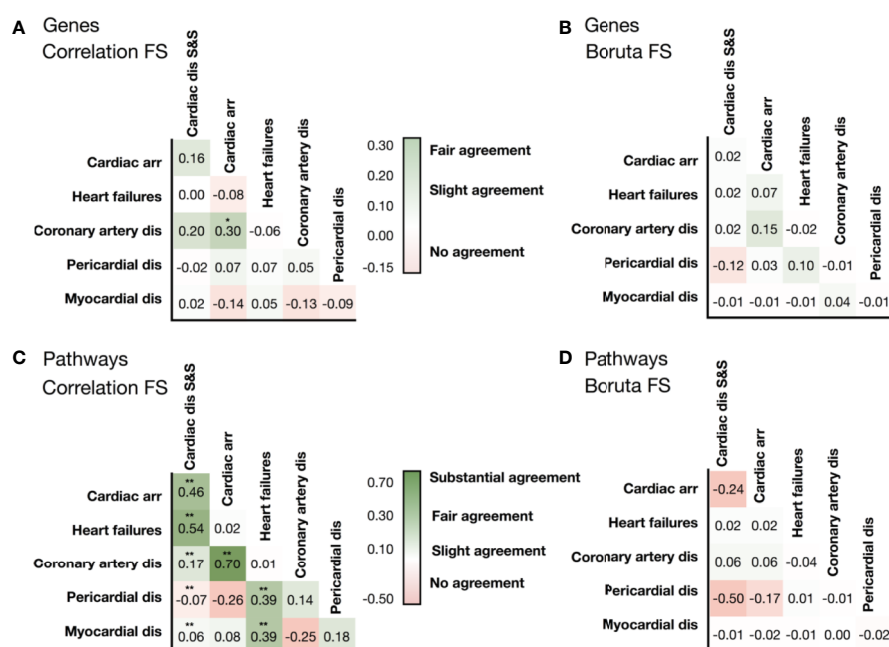 A Genes
Correlation FS
Cardiac dis S&S
Cardiac arr
Heart failures
Coronary artery dis
Pericardial dis
Cardiac arr 0.16
Heart failures 0.00 -0.08
Coronary artery dis 0.20 * 0.30 -0.06
Pericardial dis -0.02 0.07 0.07 0.05
Myocardial dis 0.02 -0.14 0.05 -0.13 -0.09
0.30 Fair agreement
0.20
Slight agreement
0.10
0.00
No agreement
-0.15
B Genes
Boruta FS
Cardiac dis S&S
Cardiac arr
Heart failures
Coronary artery dis
Pericardial dis
Cardiac arr 0.02
Heart failures 0.02 0.07
Coronary artery dis 0.02 0.15 -0.02
Pericardial dis -0.12 0.03 0.10 -0.01
Myocardial dis -0.01 -0.01 -0.01 0.04 -0.01
C Pathways
Correlation FS
Cardiac dis S&S
Cardiac arr
Heart failures
Coronary artery dis
Pericardial dis
Cardiac arr ** 0.46
Heart failures ** 0.54 0.02
Coronary artery dis ** 0.17 ** 0.70 0.01
Pericardial dis ** -0.07 -0.26 ** 0.39 0.14
Myocardial dis ** 0.06 0.08 ** 0.39 -0.25 0.18
0.70 Substantial agreement
0.30 Fair agreement
0.10 Slight agreement
No agreement
-0.50
D Pathways
Boruta FS
Cardiac dis S&S
Cardiac arr
Heart failures
Coronary artery dis
Pericardial dis
Cardiac arr -0.24
Heart failures 0.02 0.02
Coronary artery dis 0.06 0.06 -0.04
Pericardial dis -0.50 -0.17 0.01 -0.01
Myocardial dis -0.01 -0.02 -0.01 0.00 -0.02